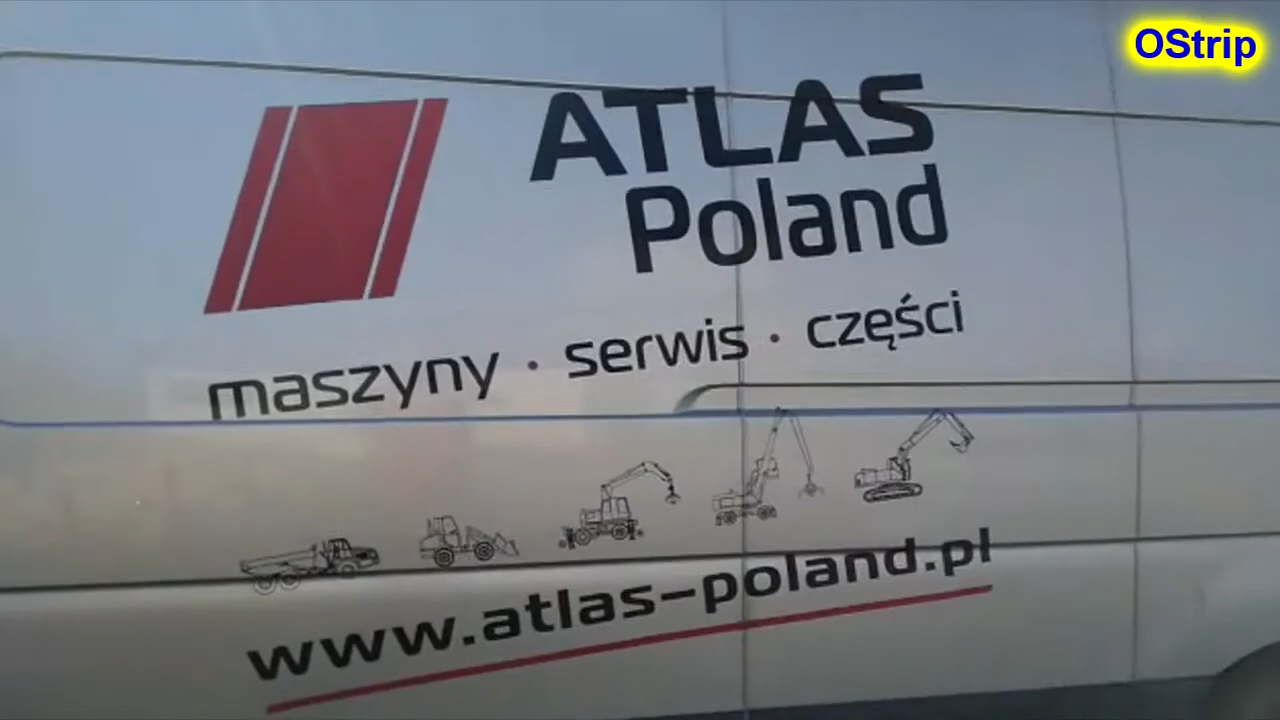 OStrip
ATLAS
Poland
maszyny · serwis · części
www.atlas-poland.pl